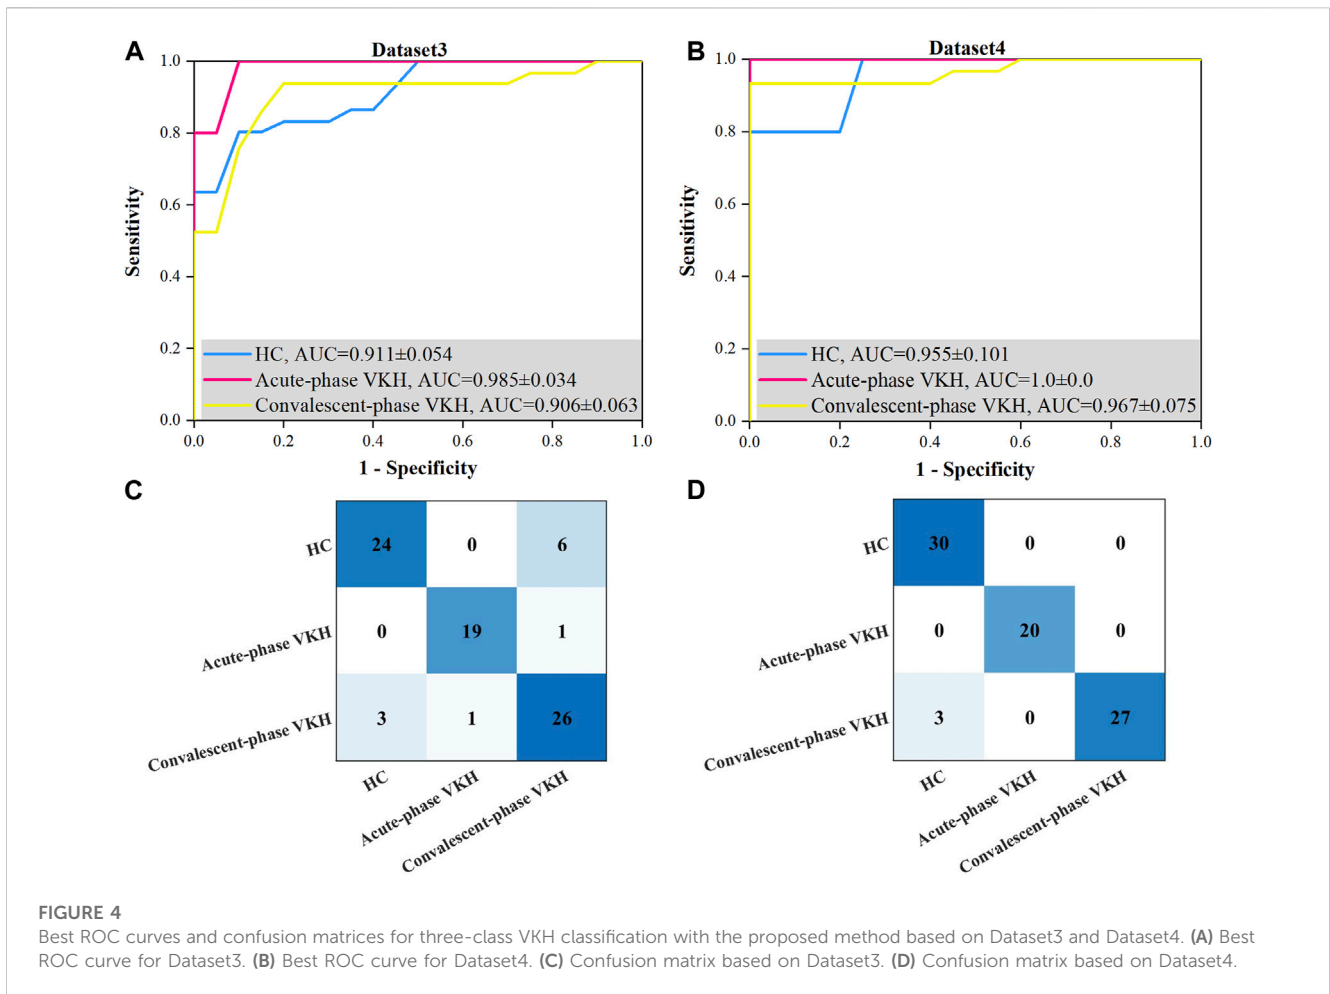 A
Dataset3
1.0
0.8
0.6
0.4
0.2
0.0
Sensitivity
HC, AUC=0.911±0.054
Acute-phase VKH, AUC=0.985±0.034
Convalescent-phase VKH, AUC=0.906±0.063
0.0 0.2 0.4 0.6 0.8 1.0
1 - Specificity
B
Dataset4
1.0
0.8
0.6
0.4
0.2
0.0
Sensitivity
HC, AUC=0.955±0.101
Acute-phase VKH, AUC=1.0±0.0
Convalescent-phase VKH, AUC=0.967±0.075
0.0 0.2 0.4 0.6 0.8 1.0
1 - Specificity
C
HC 24 0 6
Acute-phase VKH 0 19 1
Convalescent-phase VKH 3 1 26
HC
Acute-phase VKH
Convalescent-phase VKH
D
HC 30 0 0
Acute-phase VKH 0 20 0
Convalescent-phase VKH 3 0 27
HC
Acute-phase VKH
Convalescent-phase VKH
FIGURE 4
Best ROC curves and confusion matrices for three-class VKH classification with the proposed method based on Dataset3 and Dataset4. (A) Best
ROC curve for Dataset3. (B) Best ROC curve for Dataset4. (C) Confusion matrix based on Dataset3. (D) Confusion matrix based on Dataset4.